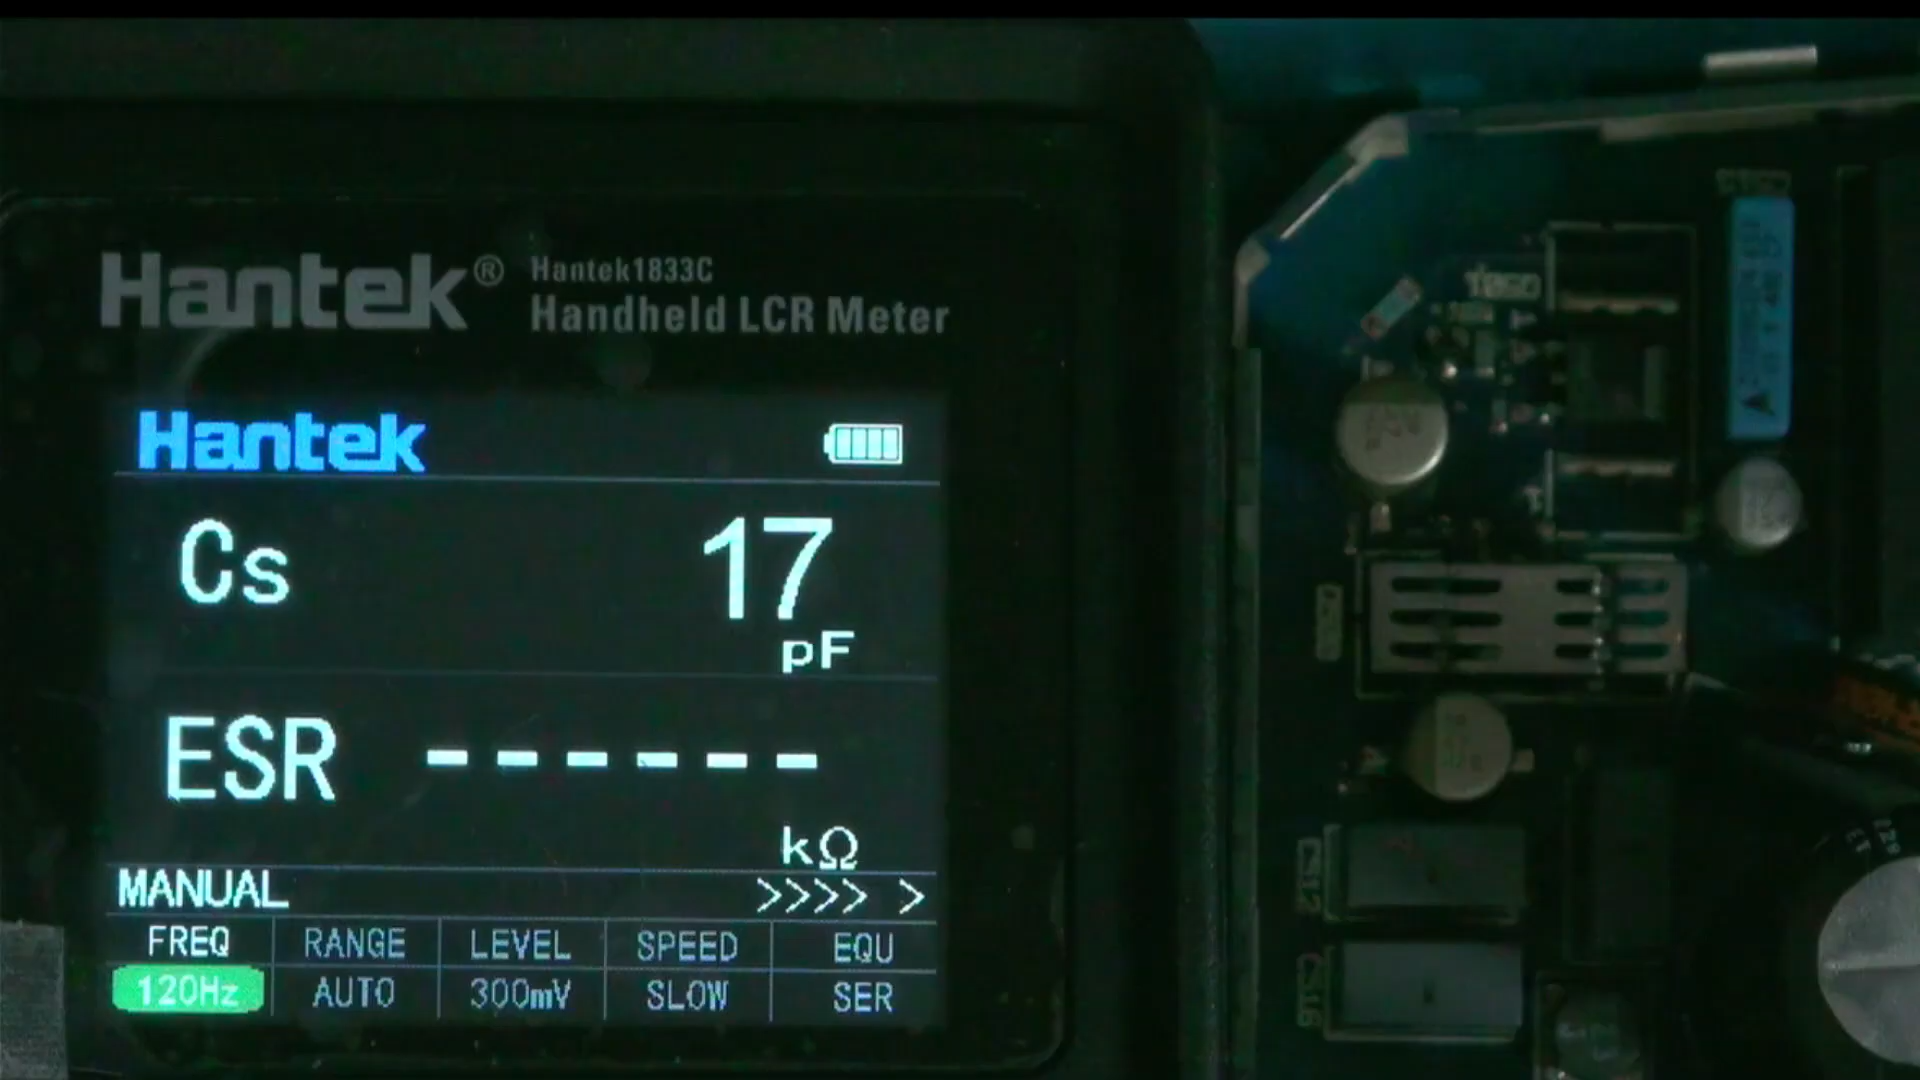 Hantek®
Hantek1833C
Handheld LCR Meter
Hantek
Cs 17
pF
ESR ------
kΩ
MANUAL >>>> >
FREQ RANGE LEVEL SPEED EQU
120Hz AUTO 300mV SLOW SER